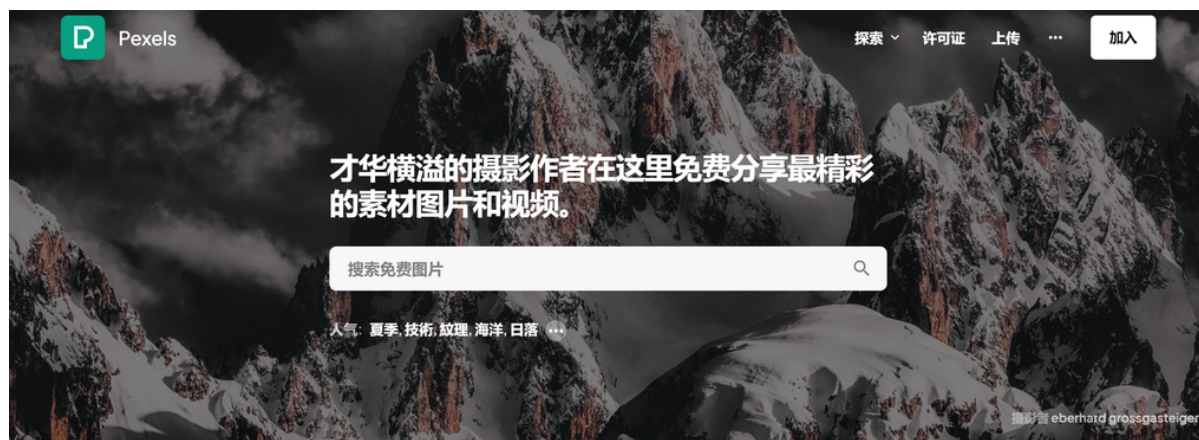 Pexels
探索
许可证
上传
···
加入
才华横溢的摄影作者在这里免费分享最精彩
的素材图片和视频。
搜索免费图片
人气: 夏季, 技術, 紋理, 海洋, 日落 ···
摄影者 eberhard grossgasteiger